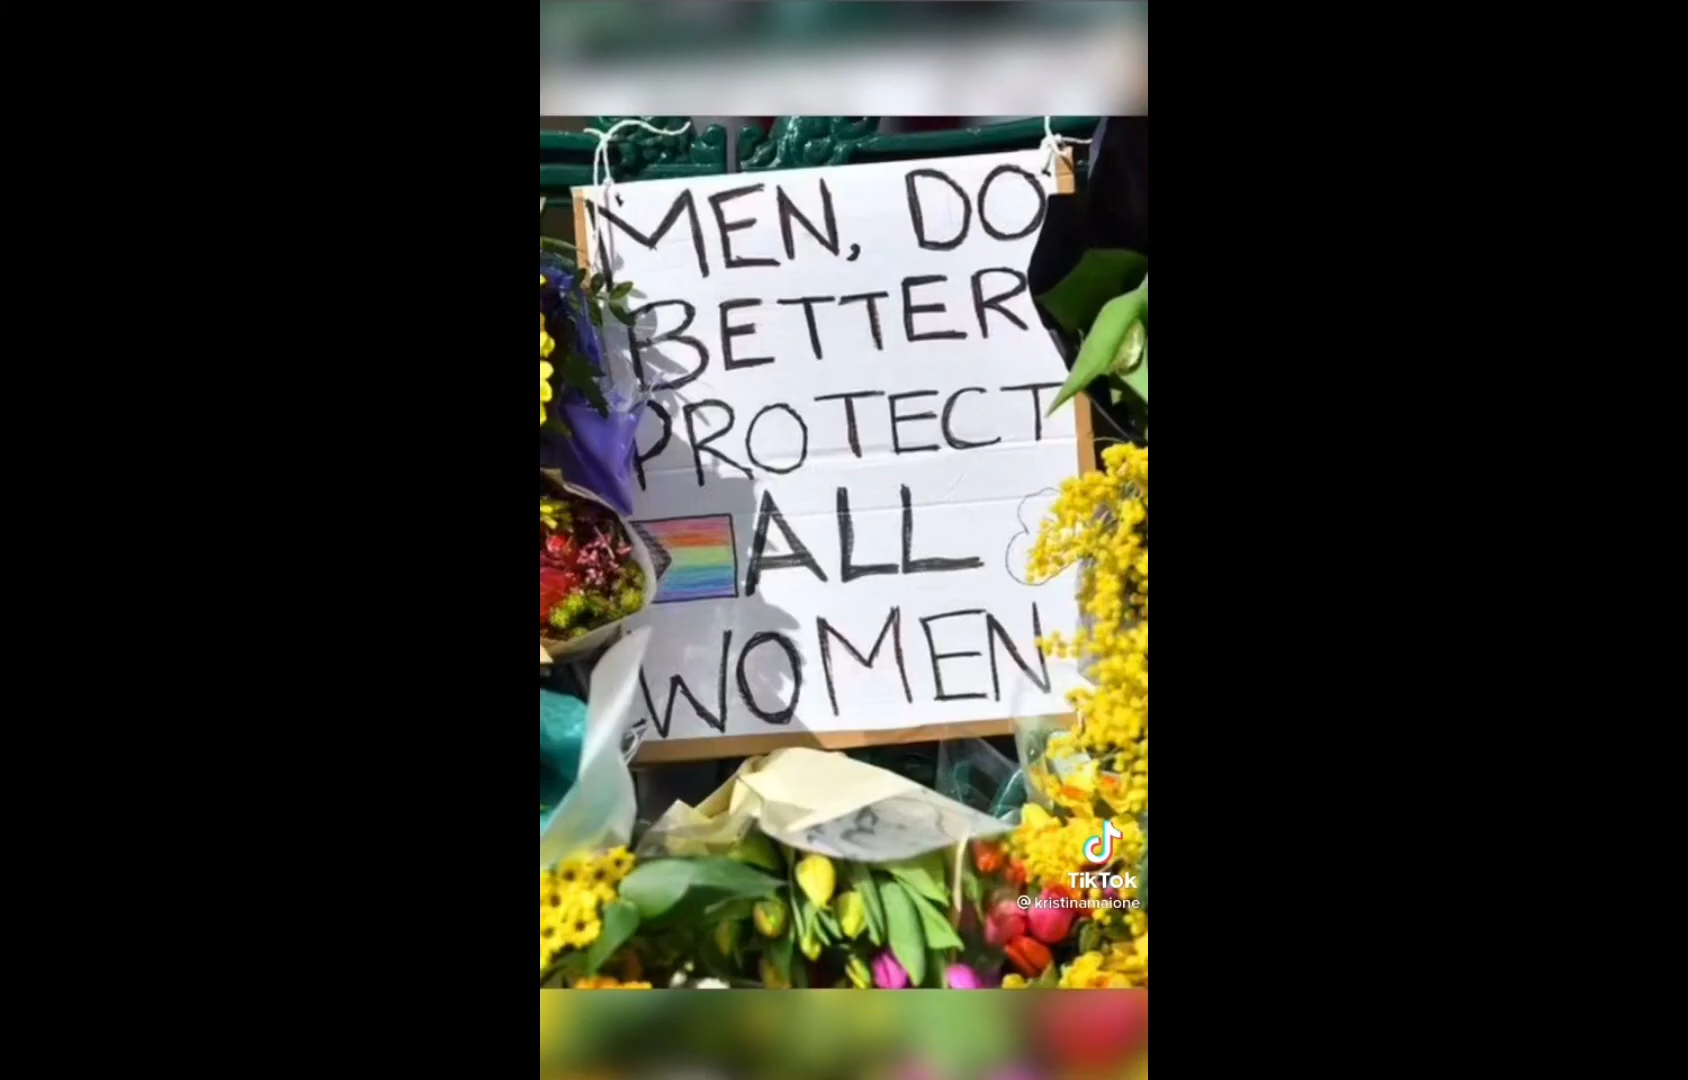 MEN, DO
BETTER
PROTECT
ALL
WOMEN
TikTok
@kristinamaione